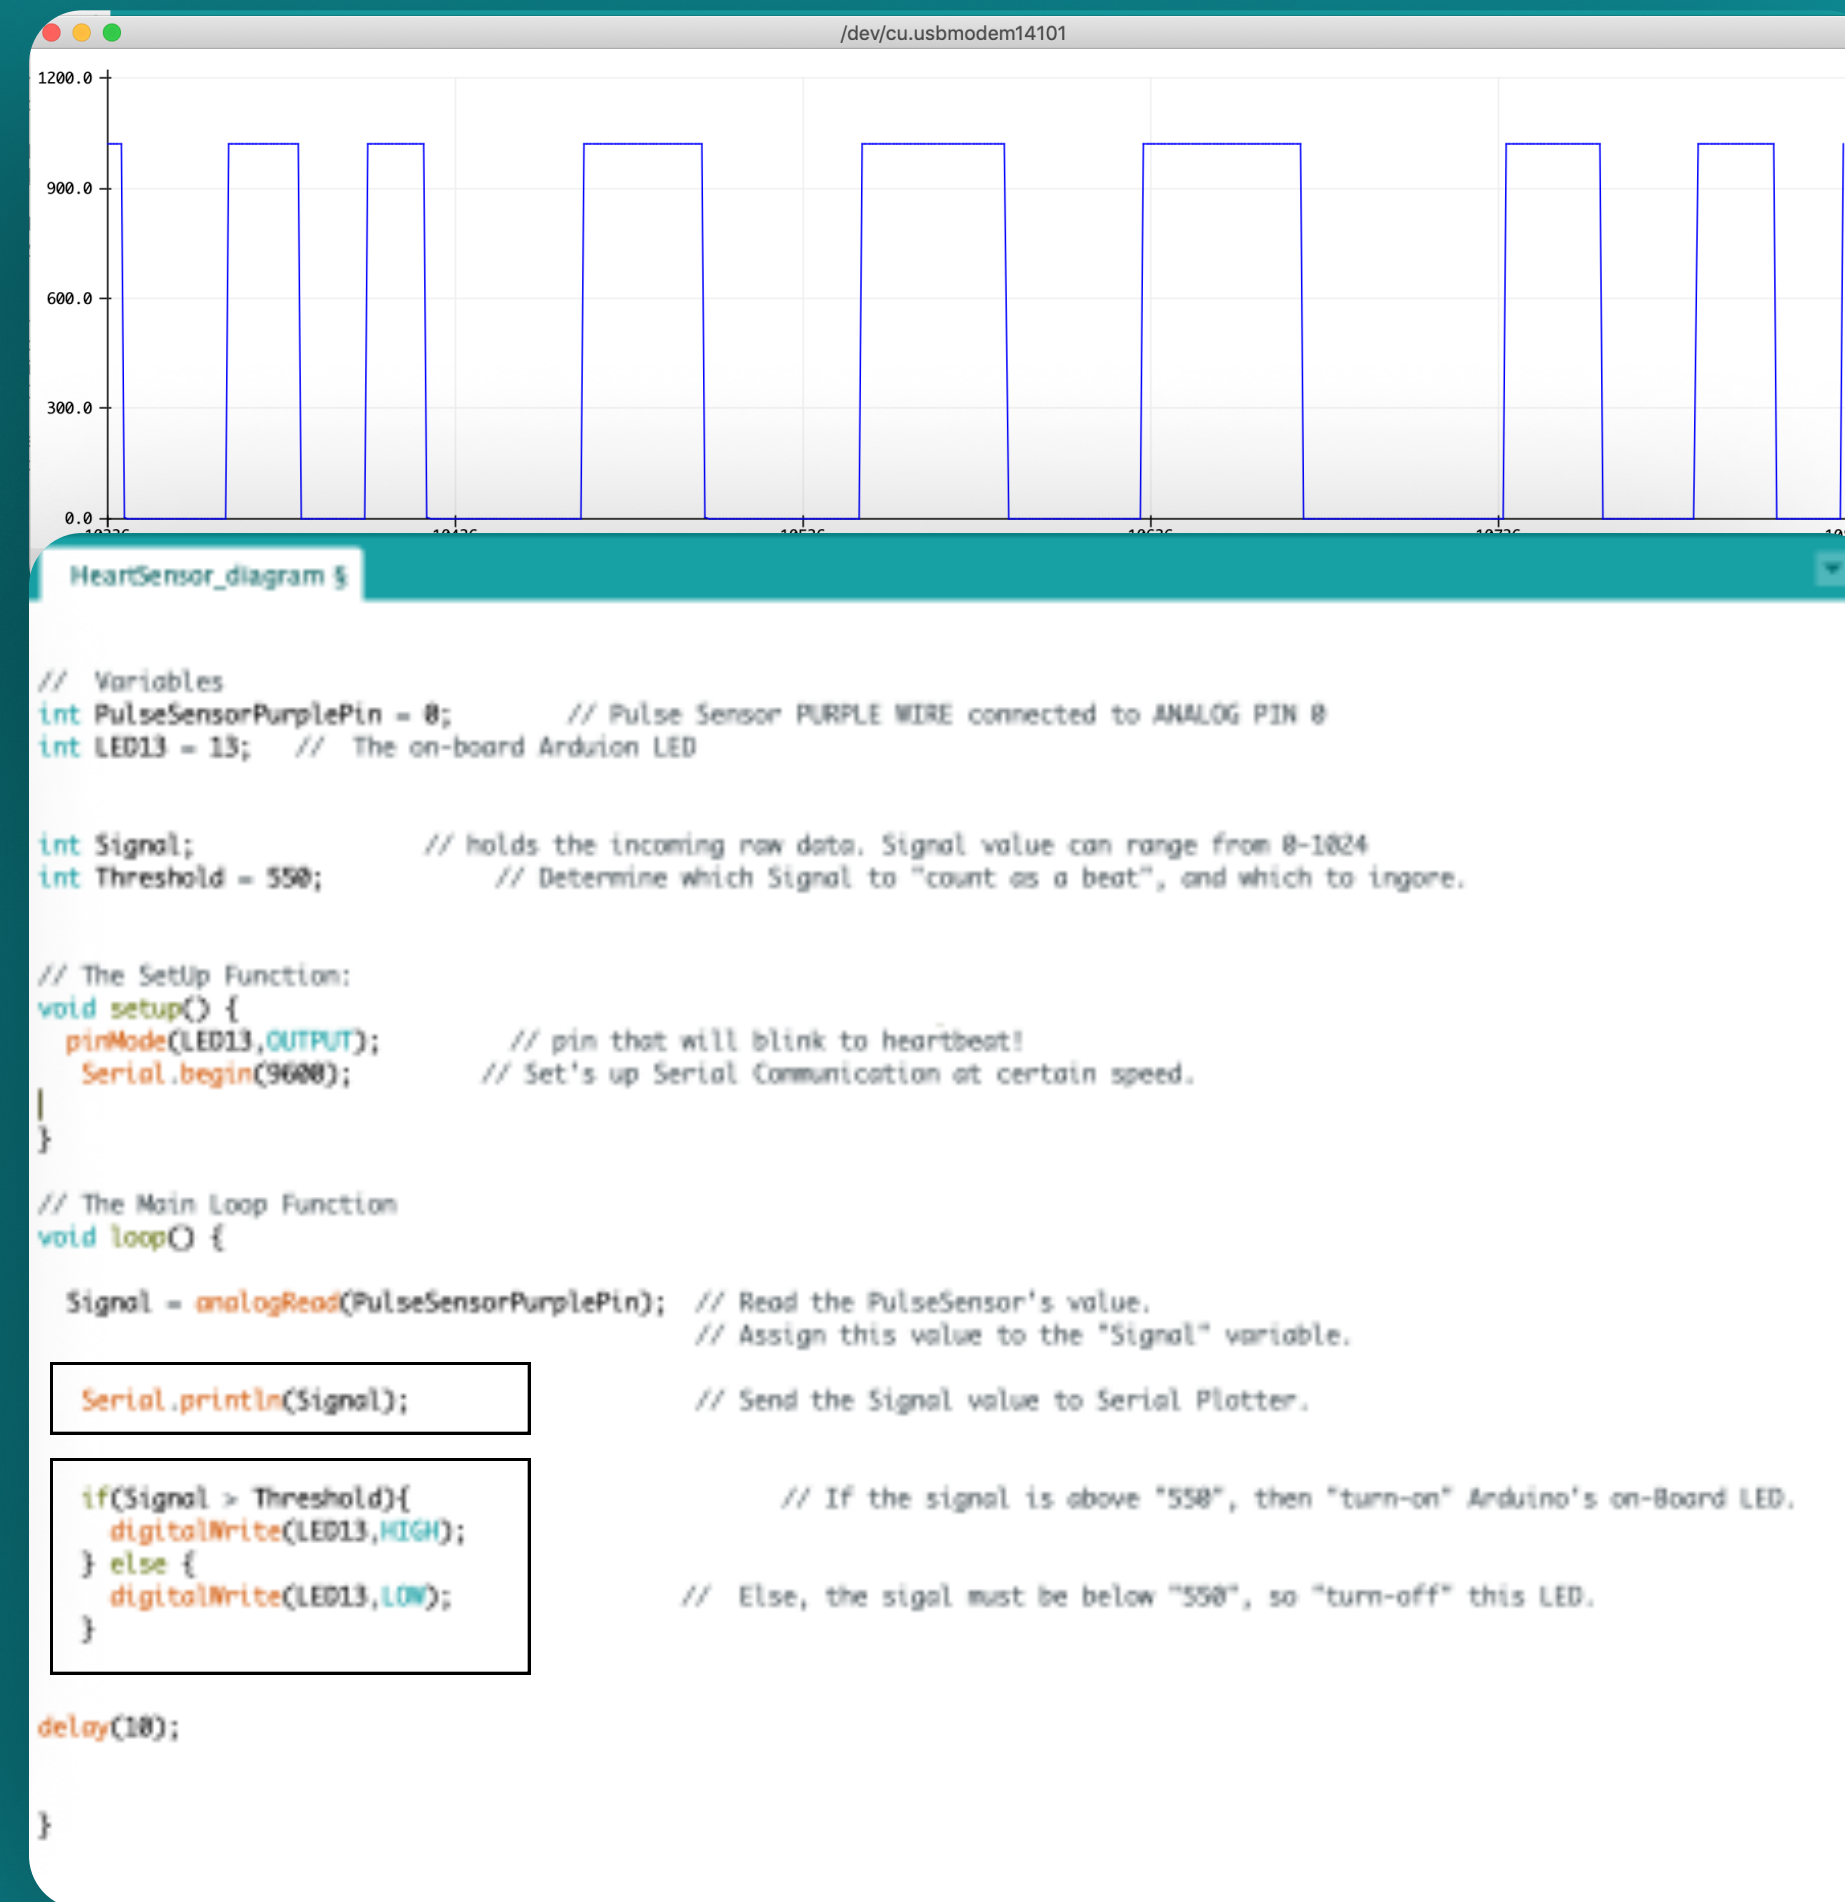 /dev/cu.usbmodem14101
1200.0
900.0
600.0
300.0
0.0
HeartSensor_diagram §
// Variables
int PulseSensorPurplePin = 0; // Pulse Sensor PURPLE WIRE connected to ANALOG PIN 0
int LED13 = 13; // The on-board Arduion LED
int Signal; // holds the incoming raw data. Signal value can range from 0-1024
int Threshold = 550; // Determine which Signal to "count as a beat", and which to ingore.
// The SetUp Function:
void setup() {
pinMode(LED13,OUTPUT); // pin that will blink to heartbeat!
Serial.begin(9600); // Set's up Serial Communication at certain speed.
}
// The Main Loop Function
void loop() {
Signal = analogRead(PulseSensorPurplePin); // Read the PulseSensor's value.
// Assign this value to the "Signal" variable.
Serial.println(Signal); // Send the Signal value to Serial Plotter.
if(Signal > Threshold){ // If the signal is above "550", then "turn-on" Arduino's on-Board LED.
digitalWrite(LED13,HIGH);
} else {
digitalWrite(LED13,LOW); // Else, the sigal must be below "550", so "turn-off" this LED.
}
delay(10);
}